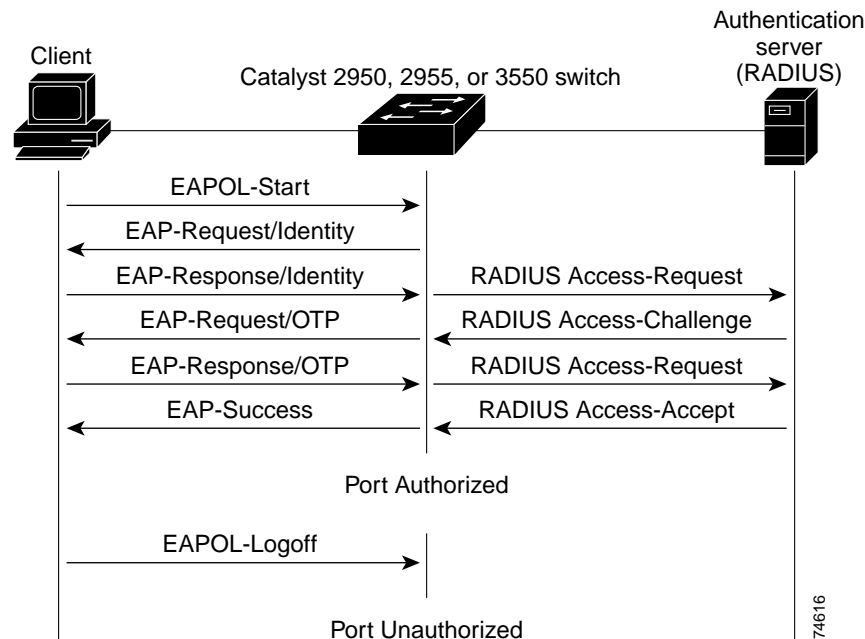 Client
Catalyst 2950, 2955, or 3550 switch
Authentication
server
(RADIUS)
EAPOL-Start
EAP-Request/Identity
EAP-Response/Identity
RADIUS Access-Request
EAP-Request/OTP
RADIUS Access-Challenge
EAP-Response/OTP
RADIUS Access-Request
EAP-Success
RADIUS Access-Accept
Port Authorized
EAPOL-Logoff
Port Unauthorized
74616